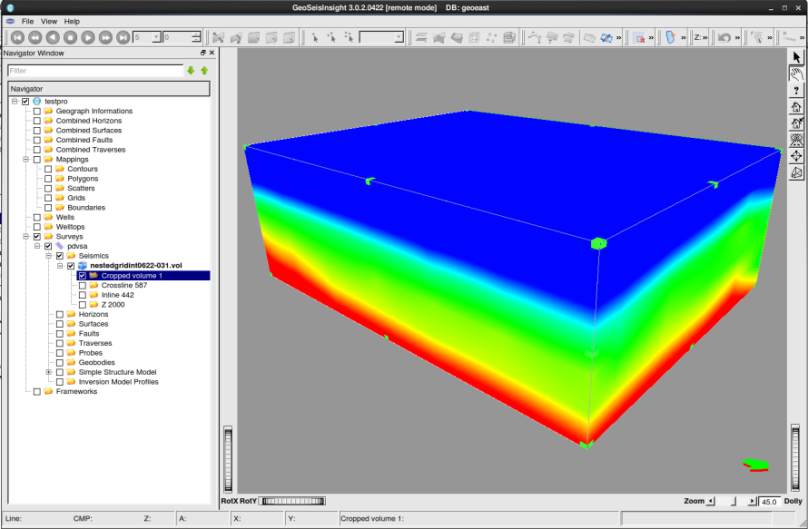 GeoSeisInsight 3.0.2.0422 [remote mode]    DB: geoeast
File View Help
5 0 Z:
Navigator Window
Filter
Navigator
testpro
Geograph Informations
Combined Horizons
Combined Surfaces
Combined Faults
Combined Traverses
Mappings
Contours
Polygons
Scatters
Grids
Boundaries
Wells
Welltops
Surveys
pdvsa
Seismics
nestedgridint0622-031.vol
Cropped volume 1
Crossline 587
Inline 442
Z 2000
Horizons
Surfaces
Faults
Traverses
Probes
Geobodies
Simple Structure Model
Inversion Model Profiles
Frameworks
RotX RotY Zoom 45.0 Dolly
Line: CMP: Z: A: X: Y: Cropped volume 1: